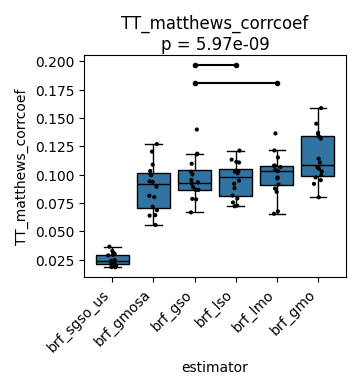 TT_matthews_corrcoef
p = 5.97e-09
TT_matthews_corrcoef
0.200
0.175
0.150
0.125
0.100
0.075
0.050
0.025
brf_sgso_us
brf_gmosa
brf_gso
brf_lso
brf_lmo
brf_gmo
estimator